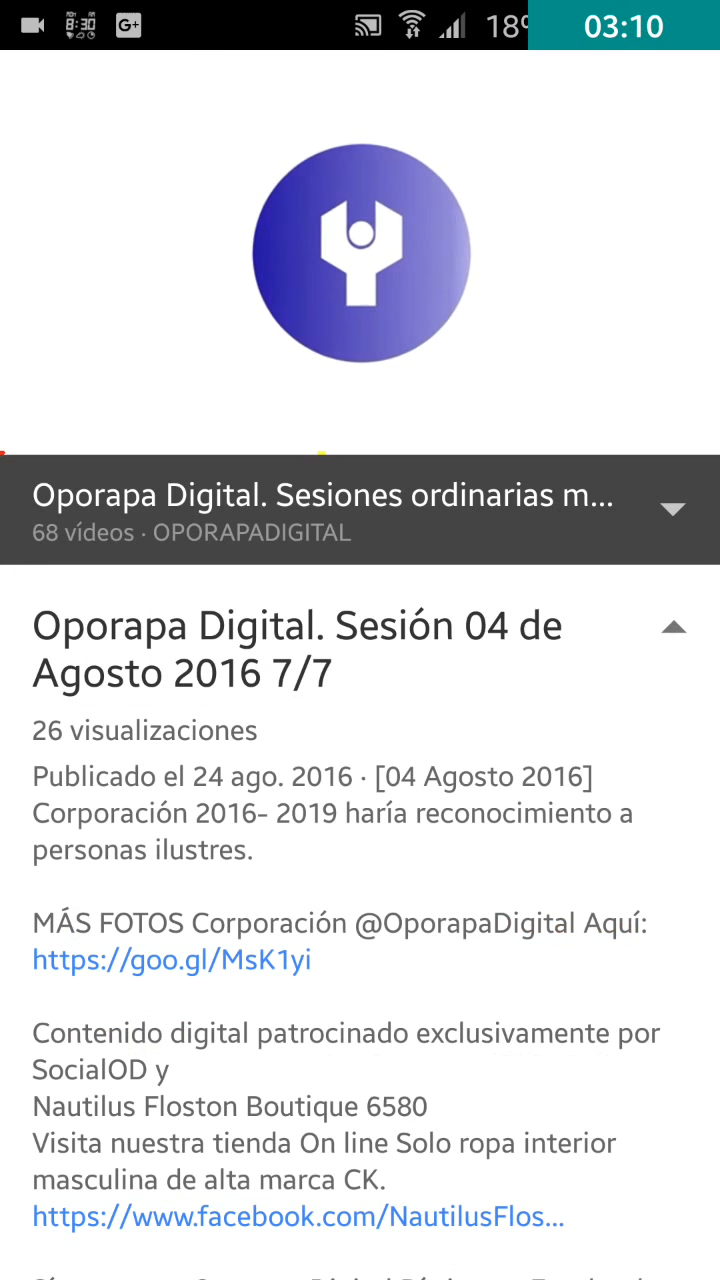 8:30
G+
18°
03:10
Oporapa Digital. Sesiones ordinarias m...
68 vídeos · OPORAPADIGITAL
Oporapa Digital. Sesión 04 de
Agosto 2016 7/7
26 visualizaciones
Publicado el 24 ago. 2016 · [04 Agosto 2016]
Corporación 2016- 2019 haría reconocimiento a
personas ilustres.
MÁS FOTOS Corporación @OporapaDigital Aquí:
https://goo.gl/MsK1yi
Contenido digital patrocinado exclusivamente por
SocialOD y
Nautilus Floston Boutique 6580
Visita nuestra tienda On line Solo ropa interior
masculina de alta marca CK.
https://www.facebook.com/NautilusFlos...